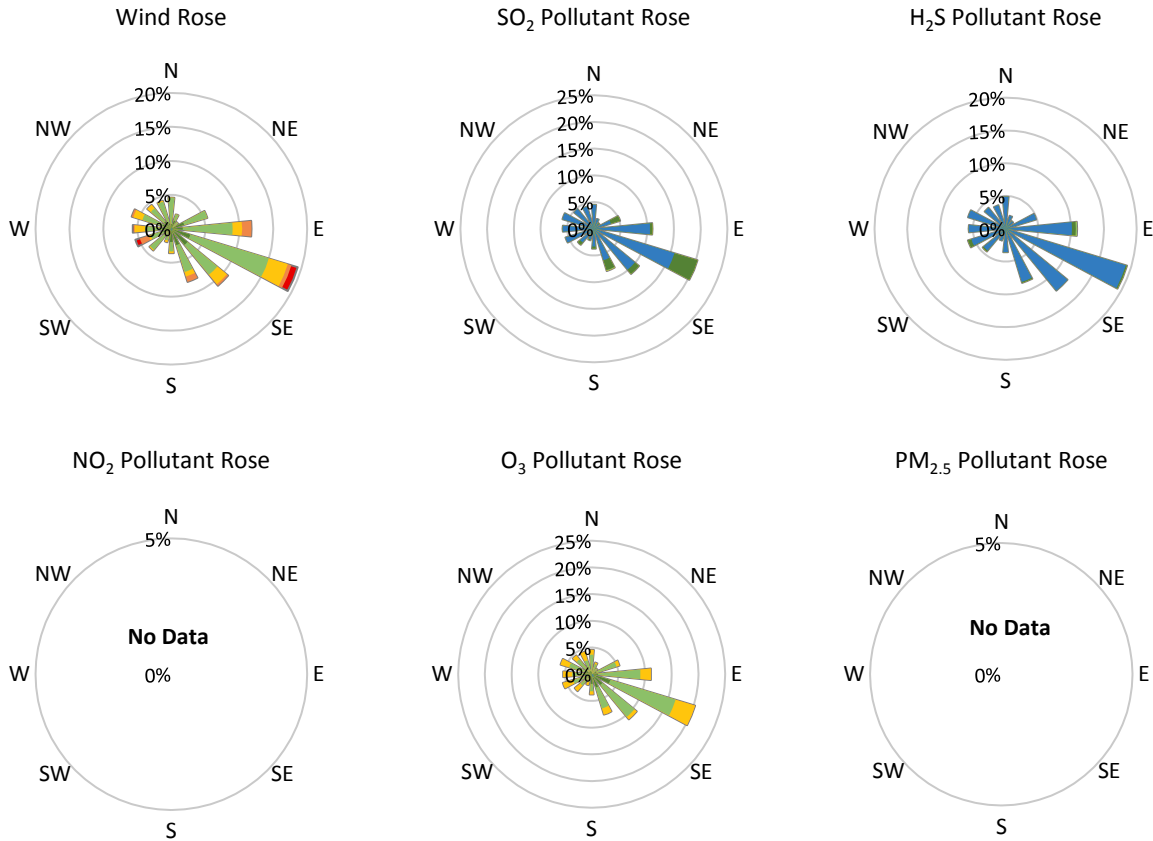 Wind Rose
N
20%
15%
10%
5%
0%
NW
NE
W
E
SW
SE
S
SO₂ Pollutant Rose
N
25%
20%
15%
10%
5%
0%
NW
NE
W
E
SW
SE
S
H₂S Pollutant Rose
N
20%
15%
10%
5%
0%
NW
NE
W
E
SW
SE
S
NO₂ Pollutant Rose
N
5%
NW
NE
No Data
W
0%
E
SW
SE
S
O₃ Pollutant Rose
N
25%
20%
15%
10%
5%
0%
NW
NE
W
E
SW
SE
S
PM₂.₅ Pollutant Rose
N
5%
NW
NE
No Data
W
0%
E
SW
SE
S